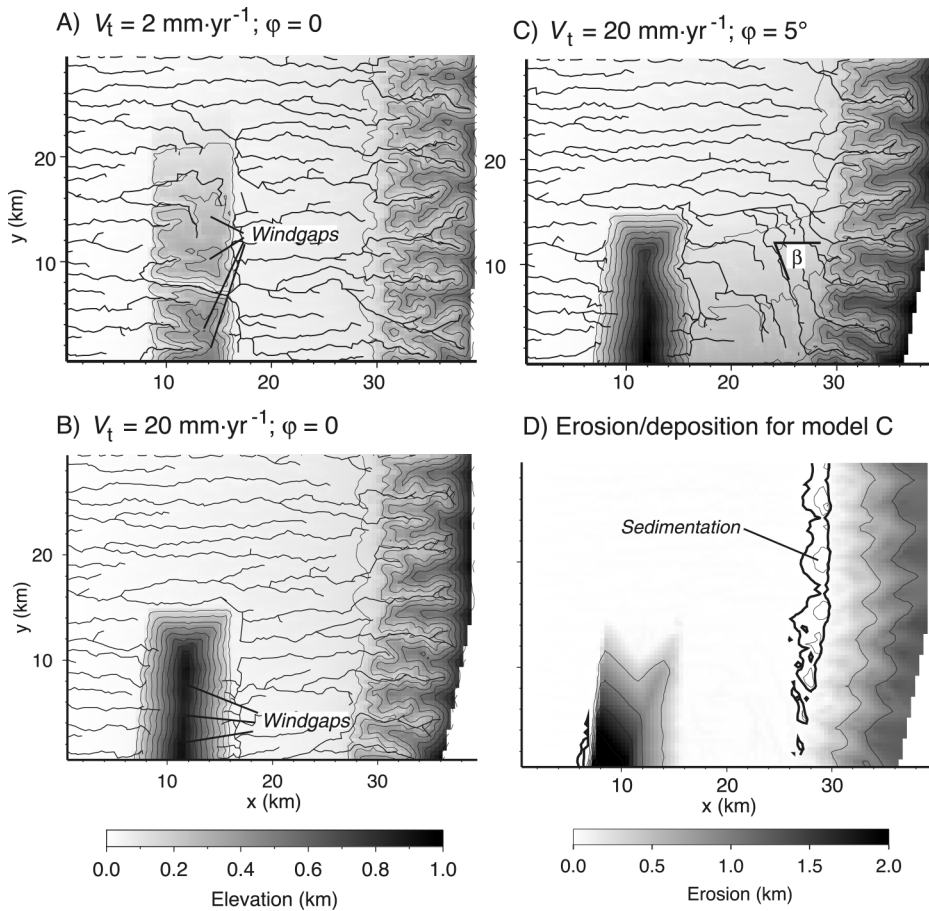 A) Vt = 2 mm·yr-1; φ = 0
y (km)
20
10
Windgaps
10
20
30
C) Vt = 20 mm·yr-1; φ = 5°
20
10
β
10
20
30
B) Vt = 20 mm·yr-1; φ = 0
y (km)
20
10
Windgaps
10
20
30
x (km)
D) Erosion/deposition for model C
Sedimentation
10
20
30
x (km)
0.0 0.2 0.4 0.6 0.8 1.0
Elevation (km)
0.0 0.5 1.0 1.5 2.0
Erosion (km)